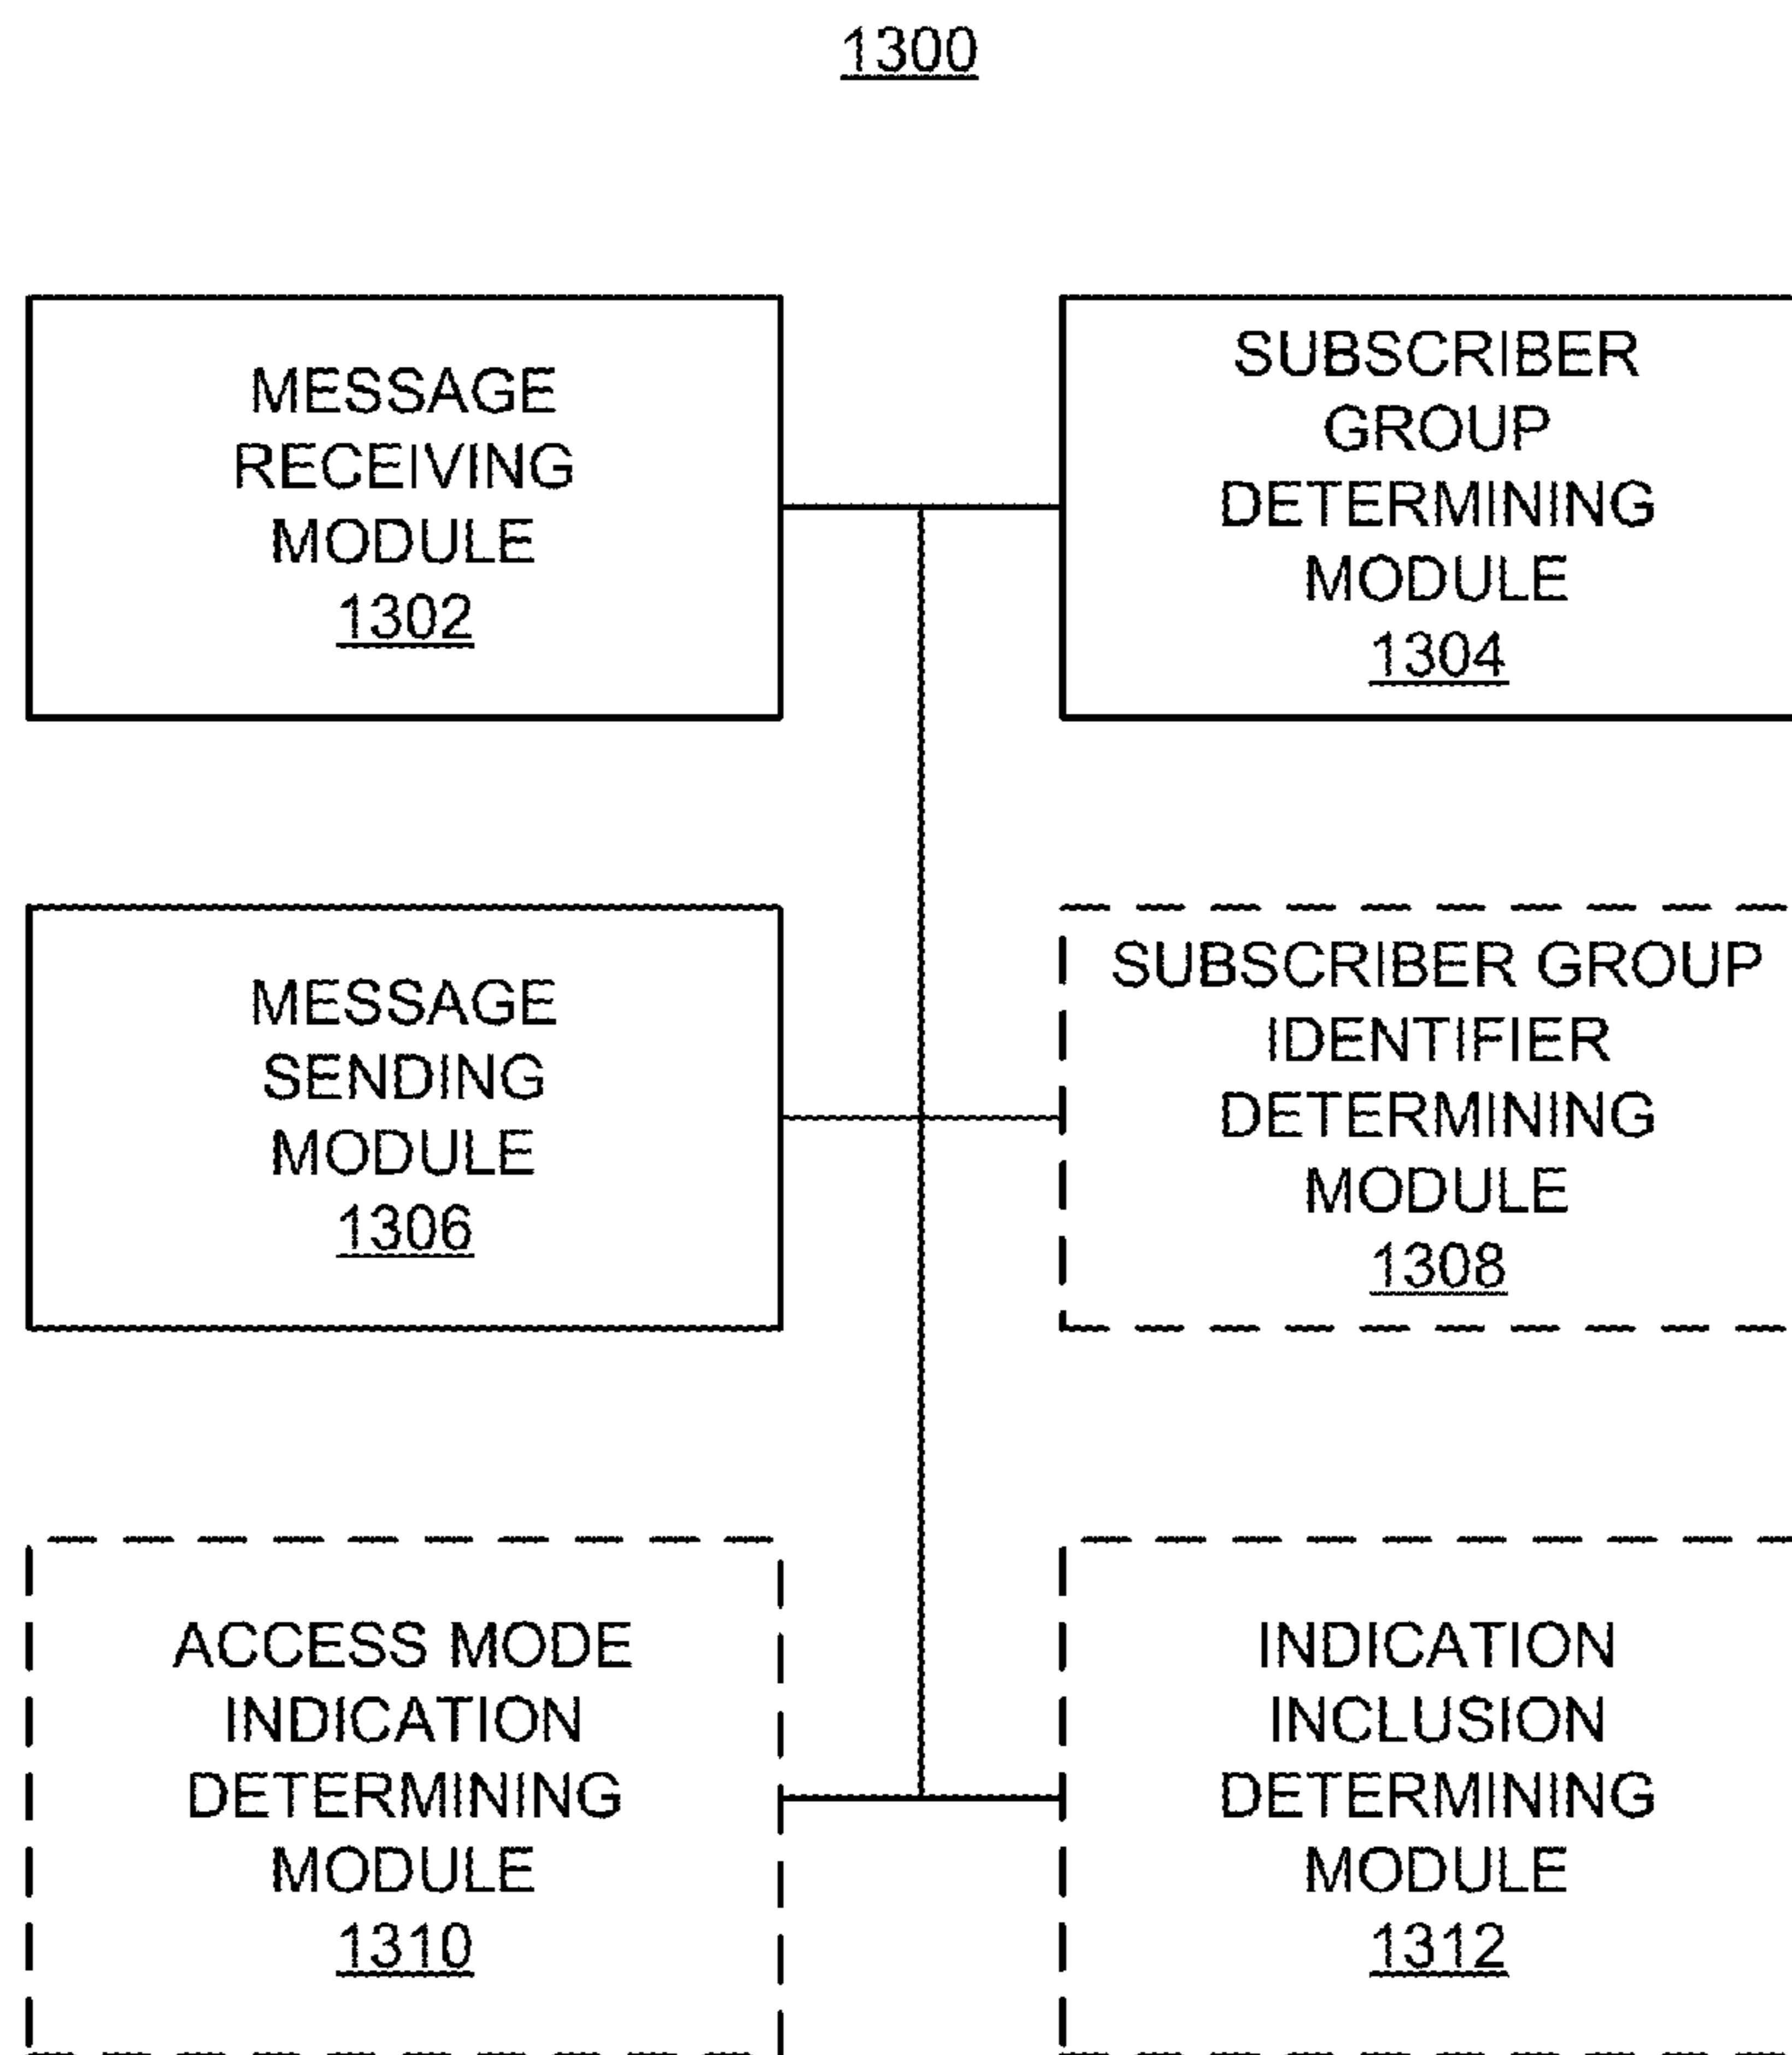 1300
MESSAGE
RECEIVING
MODULE
1302
SUBSCRIBER
GROUP
DETERMINING
MODULE
1304
MESSAGE
SENDING
MODULE
1306
SUBSCRIBER GROUP
IDENTIFIER
DETERMINING
MODULE
1308
ACCESS MODE
INDICATION
DETERMINING
MODULE
1310
INDICATION
INCLUSION
DETERMINING
MODULE
1312